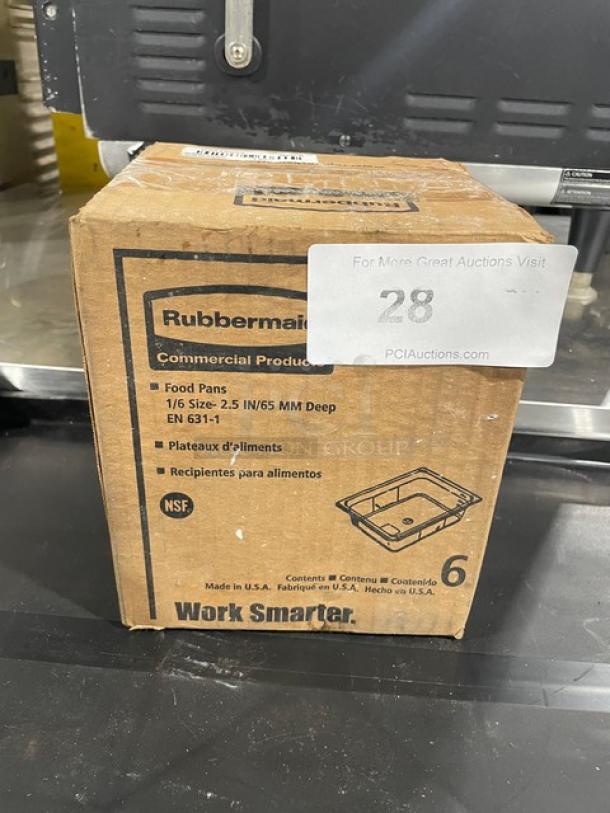 Rubbermaid
For More Great Auctions Visit
28
PCIAuctions.com
Rubbermaid
Commercial Produc
■ Food Pans
1/6 Size- 2.5 IN/65 MM Deep
EN 631-1
■ Plateaux d'aliments
■ Recipientes para alimentos
GROUP
NSF.
Contents ■ Contenu ■ Contenido 6
Made in U.S.A. Fabriqué en U.S.A. Hecho en U.S.A.
Work Smarter.
CAUTION